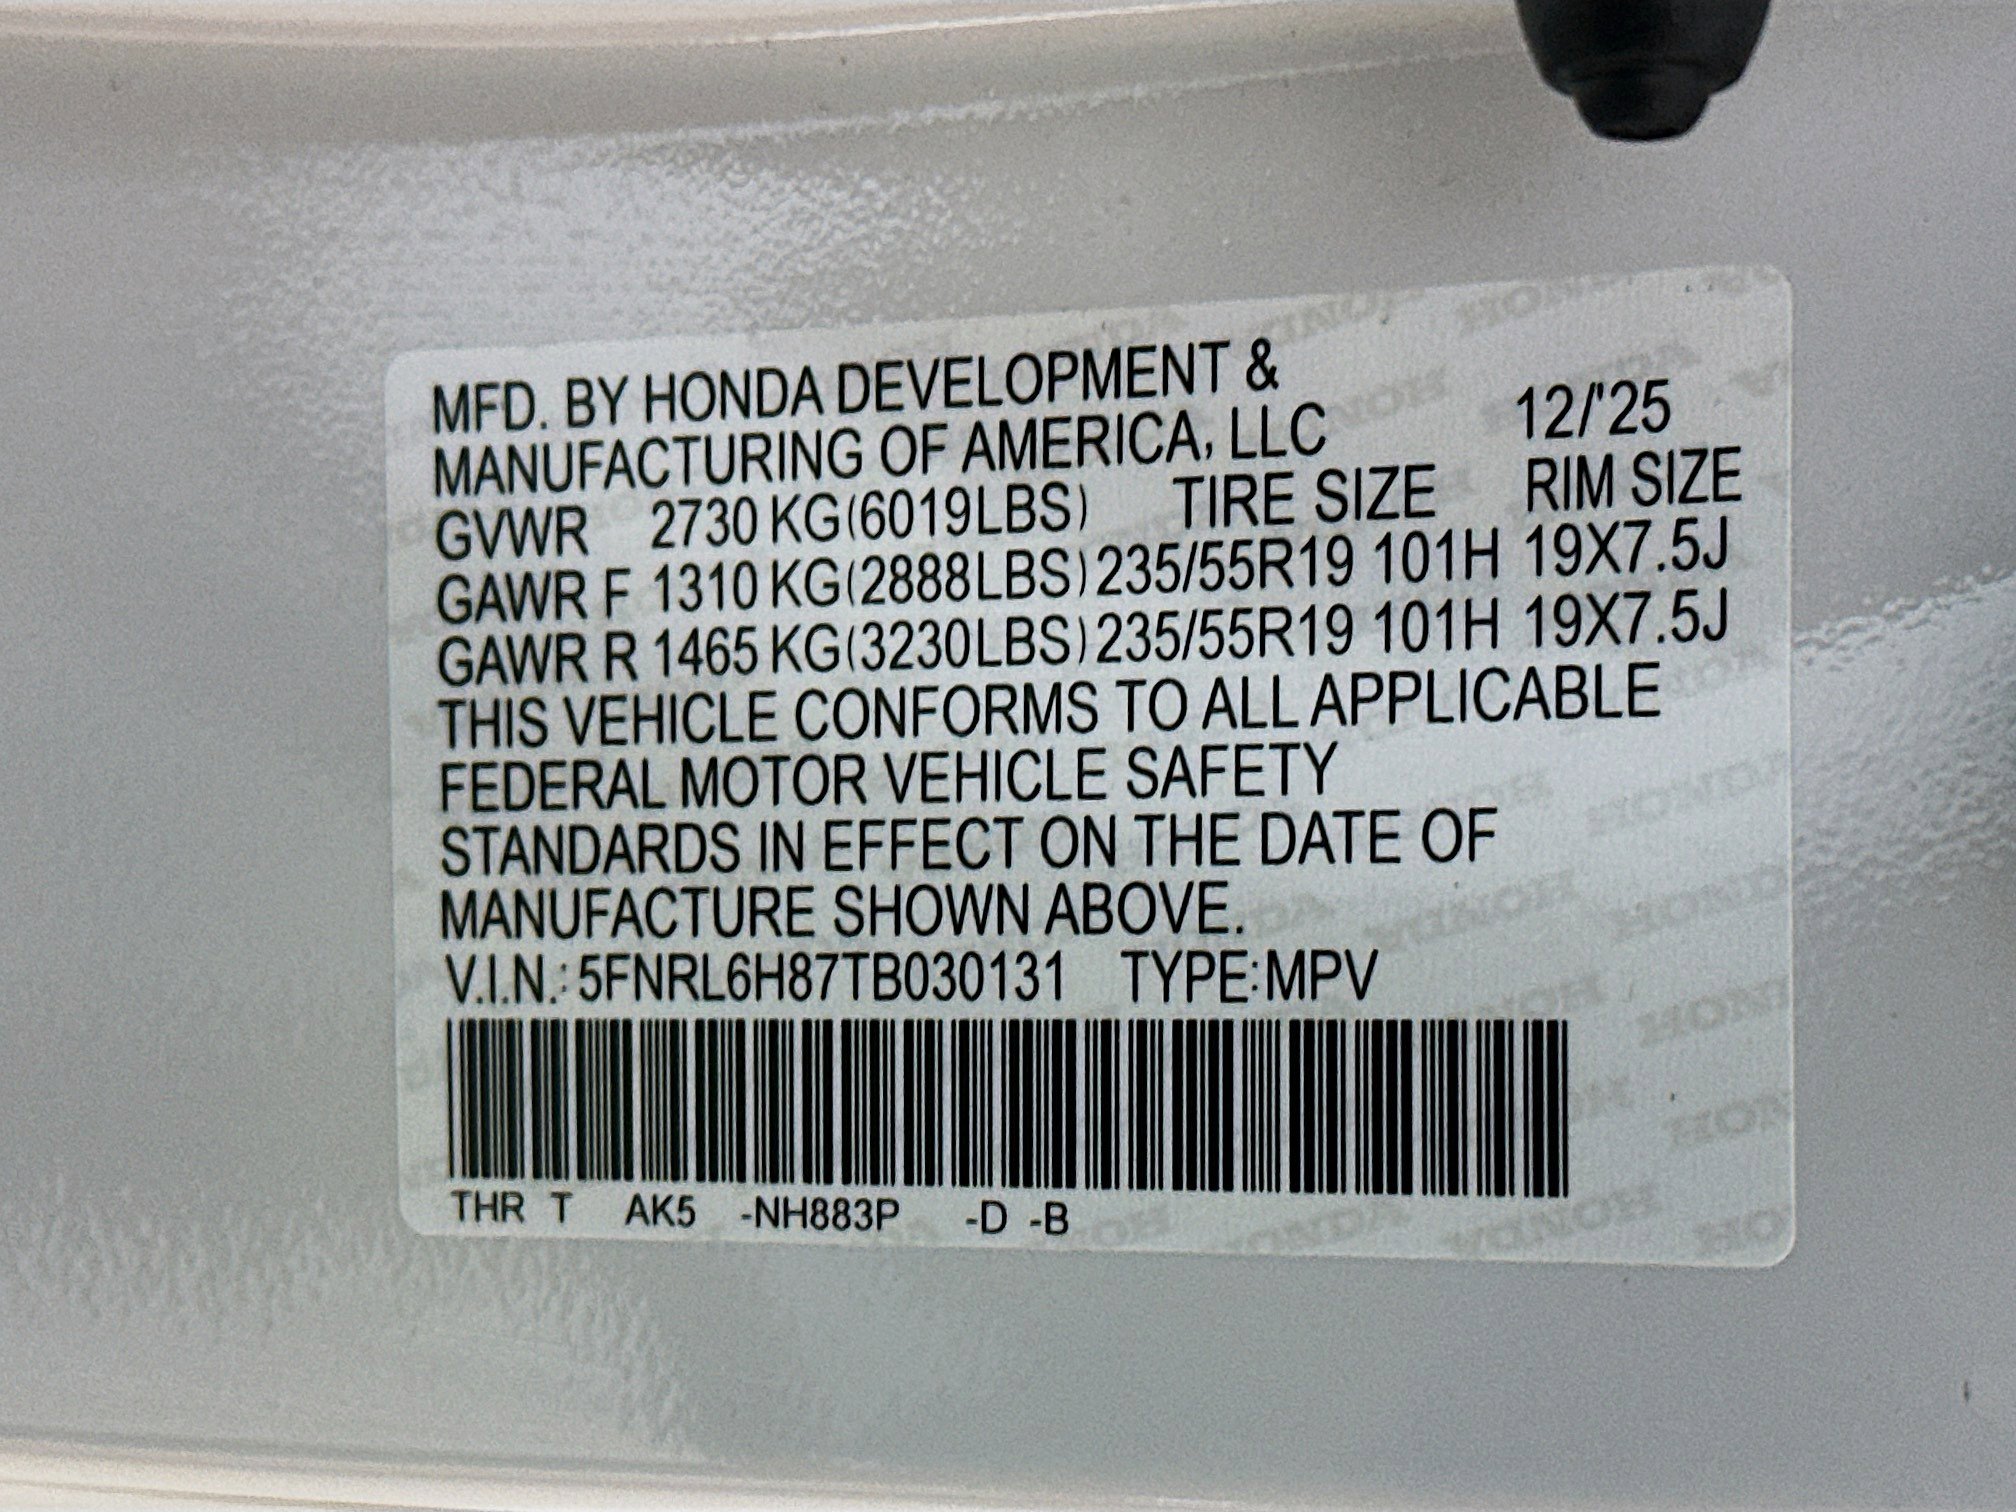 MFD. BY HONDA DEVELOPMENT &
MANUFACTURING OF AMERICA, LLC 12/'25
GVWR 2730 KG(6019LBS) TIRE SIZE RIM SIZE
GAWR F 1310 KG(2888LBS) 235/55R19 101H 19X7.5J
GAWR R 1465 KG(3230LBS) 235/55R19 101H 19X7.5J
THIS VEHICLE CONFORMS TO ALL APPLICABLE
FEDERAL MOTOR VEHICLE SAFETY
STANDARDS IN EFFECT ON THE DATE OF
MANUFACTURE SHOWN ABOVE.
V.I.N.: 5FNRL6H87TB030131 TYPE:MPV
THR T AK5 -NH883P -D -B